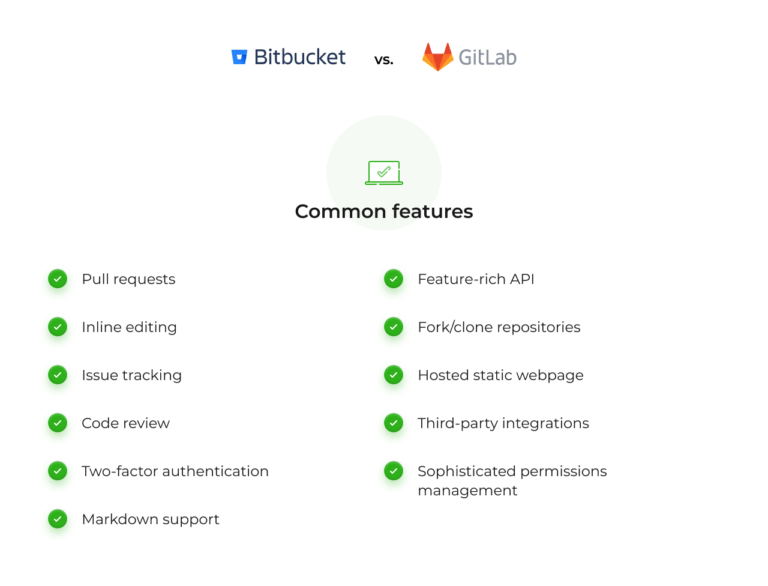 Bitbucket vs. GitLab
Common features
Pull requests
Inline editing
Issue tracking
Code review
Two-factor authentication
Markdown support
Feature-rich API
Fork/clone repositories
Hosted static webpage
Third-party integrations
Sophisticated permissions
management